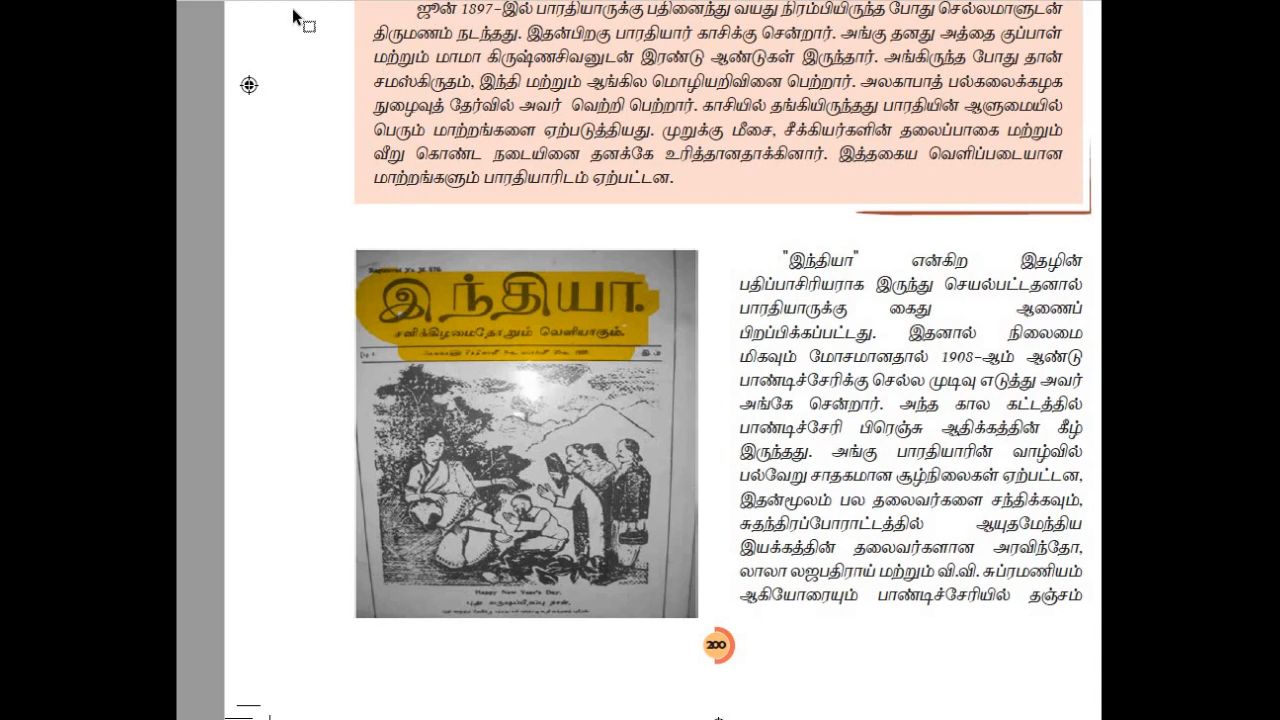 ஜூன் 1897-இல் பாரதியாருக்கு பதினைந்து வயது நிரம்பியிருந்த போது செல்லமாளுடன்
திருமணம் நடந்தது. இதன்பிறகு பாரதியார் காசிக்கு சென்றார். அங்கு தனது அத்தை குப்பாள்
மற்றும் மாமா கிருஷ்ணசிவனுடன் இரண்டு ஆண்டுகள் இருந்தார். அங்கிருந்த போது தான்
சமஸ்கிருதம், இந்தி மற்றும் ஆங்கில மொழியறிவினை பெற்றார். அலகாபாத் பல்கலைக்கழக
நுழைவுத் தேர்வில் அவர் வெற்றி பெற்றார். காசியில் தங்கியிருந்தது பாரதியின் ஆளுமையில்
பெரும் மாற்றங்களை ஏற்படுத்தியது. முறுக்கு மீசை, சீக்கியர்களின் தலைப்பாகை மற்றும்
வீறு கொண்ட நடையினை தனக்கே உரித்தானதாக்கினார். இத்தகைய வெளிப்படையான
மாற்றங்களும் பாரதியாரிடம் ஏற்பட்டன.
இந்தியா.
சனிக்கிழமைதோறும் வெளியாகும்.
Happy New Year's Day.
"இந்தியா" என்கிற இதழின்
பதிப்பாசிரியராக இருந்து செயல்பட்டதனால்
பாரதியாருக்கு கைது ஆணைப்
பிறப்பிக்கப்பட்டது. இதனால் நிலைமை
மிகவும் மோசமானதால் 1908-ஆம் ஆண்டு
பாண்டிச்சேரிக்கு செல்ல முடிவு எடுத்து அவர்
அங்கே சென்றார். அந்த கால கட்டத்தில்
பாண்டிச்சேரி பிரெஞ்சு ஆதிக்கத்தின் கீழ்
இருந்தது. அங்கு பாரதியாரின் வாழ்வில்
பல்வேறு சாதகமான சூழ்நிலைகள் ஏற்பட்டன,
இதன்மூலம் பல தலைவர்களை சந்திக்கவும்,
சுதந்திரப்போராட்டத்தில் ஆயுதமேந்திய
இயக்கத்தின் தலைவர்களான அரவிந்தோ,
லாலா லஜபதிராய் மற்றும் வி.வி. சுப்ரமணியம்
ஆகியோரையும் பாண்டிச்சேரியில் தஞ்சம்
200